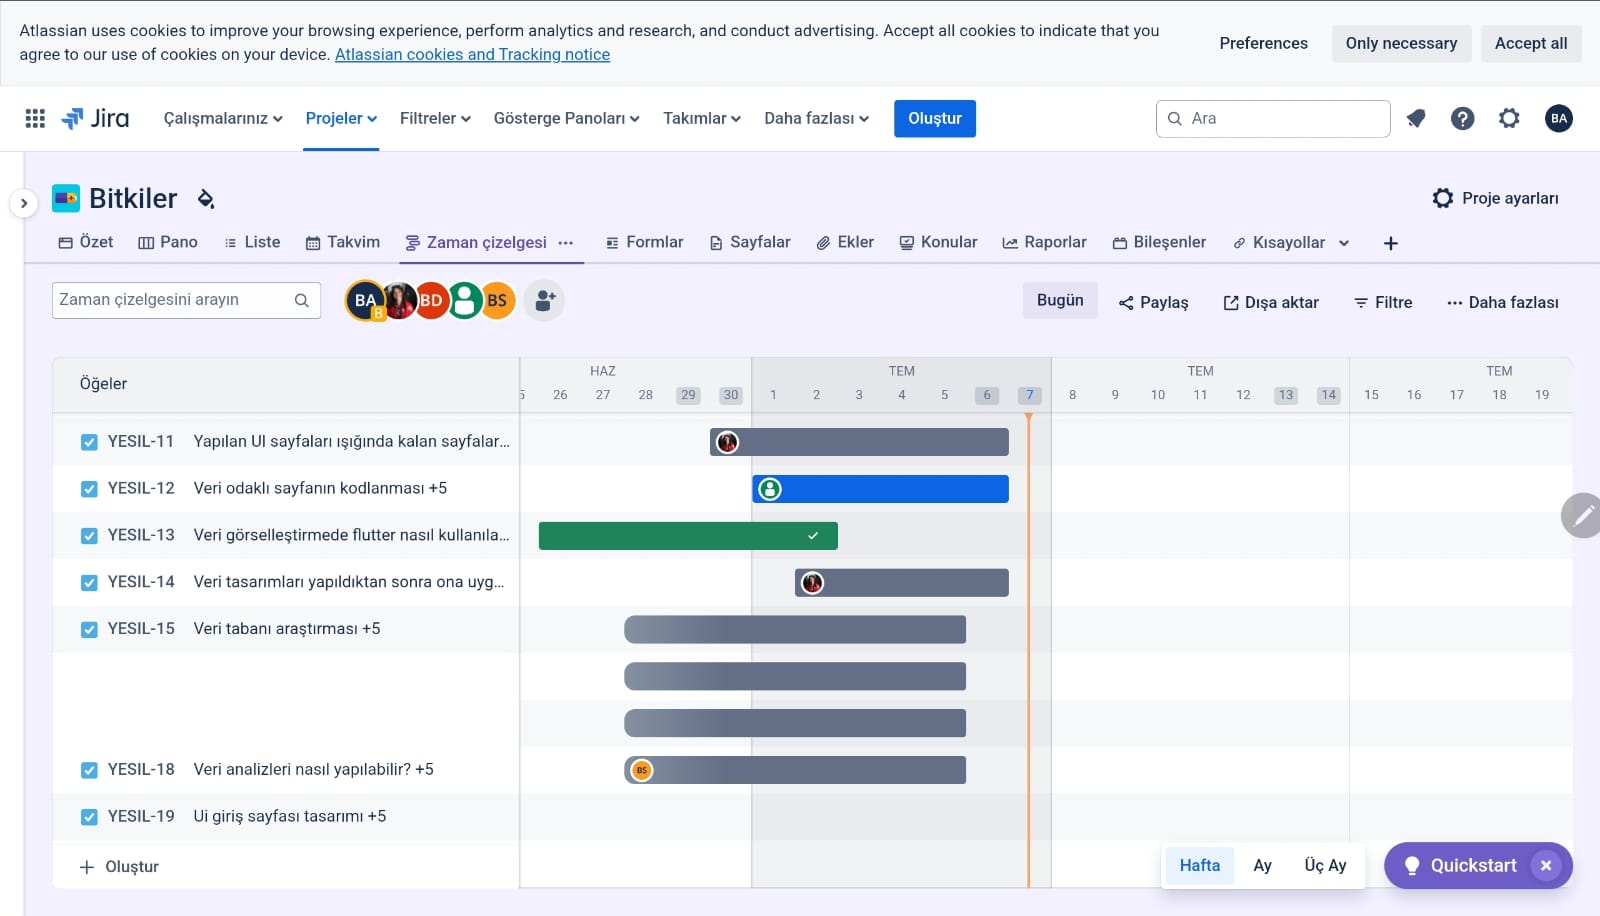 Atlassian uses cookies to improve your browsing experience, perform analytics and research, and conduct advertising. Accept all cookies to indicate that you
agree to our use of cookies on your device. Atlassian cookies and Tracking notice
Preferences
Only necessary
Accept all
Jira
Çalışmalarınız
Projeler
Filtreler
Gösterge Panoları
Takımlar
Daha fazlası
Oluştur
Ara
BA
Bitkiler
Proje ayarları
Özet
Pano
Liste
Takvim
Zaman çizelgesi
Formlar
Sayfalar
Ekler
Konular
Raporlar
Bileşenler
Kısayollar
Zaman çizelgesini arayın
BA
B
BD
BS
Bugün
Paylaş
Dışa aktar
Filtre
Daha fazlası
Öğeler
HAZ
TEM
TEM
TEM
5 26 27 28 29 30 1 2 3 4 5 6 7 8 9 10 11 12 13 14 15 16 17 18 19
YESIL-11 Yapılan UI sayfaları ışığında kalan sayfalar...
YESIL-12 Veri odaklı sayfanın kodlanması +5
YESIL-13 Veri görselleştirmede flutter nasıl kullanıla...
YESIL-14 Veri tasarımları yapıldıktan sonra ona uyg...
YESIL-15 Veri tabanı araştırması +5
YESIL-18 Veri analizleri nasıl yapılabilir? +5
BS
YESIL-19 Ui giriş sayfası tasarımı +5
Oluştur
Hafta
Ay
Üç Ay
Quickstart